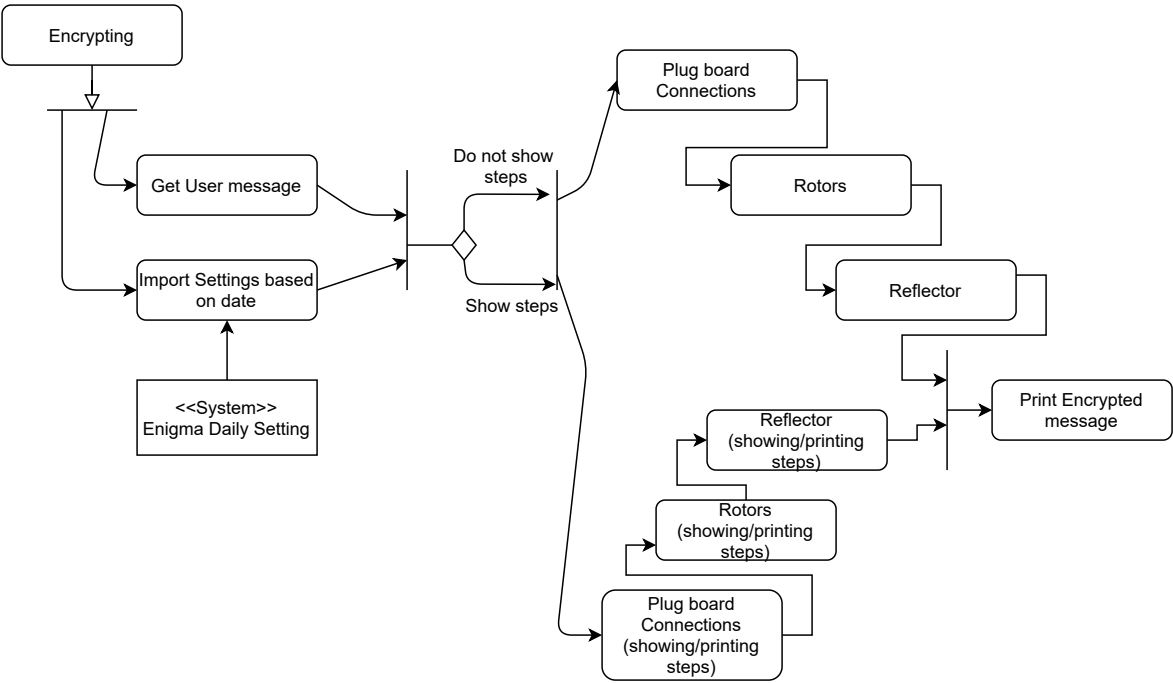 Encrypting
Get User message
Import Settings based
on date
<<System>>
Enigma Daily Setting
Do not show
steps
Show steps
Plug board
Connections
Rotors
Reflector
Print Encrypted
message
Reflector
(showing/printing
steps)
Rotors
(showing/printing
steps)
Plug board
Connections
(showing/printing
steps)